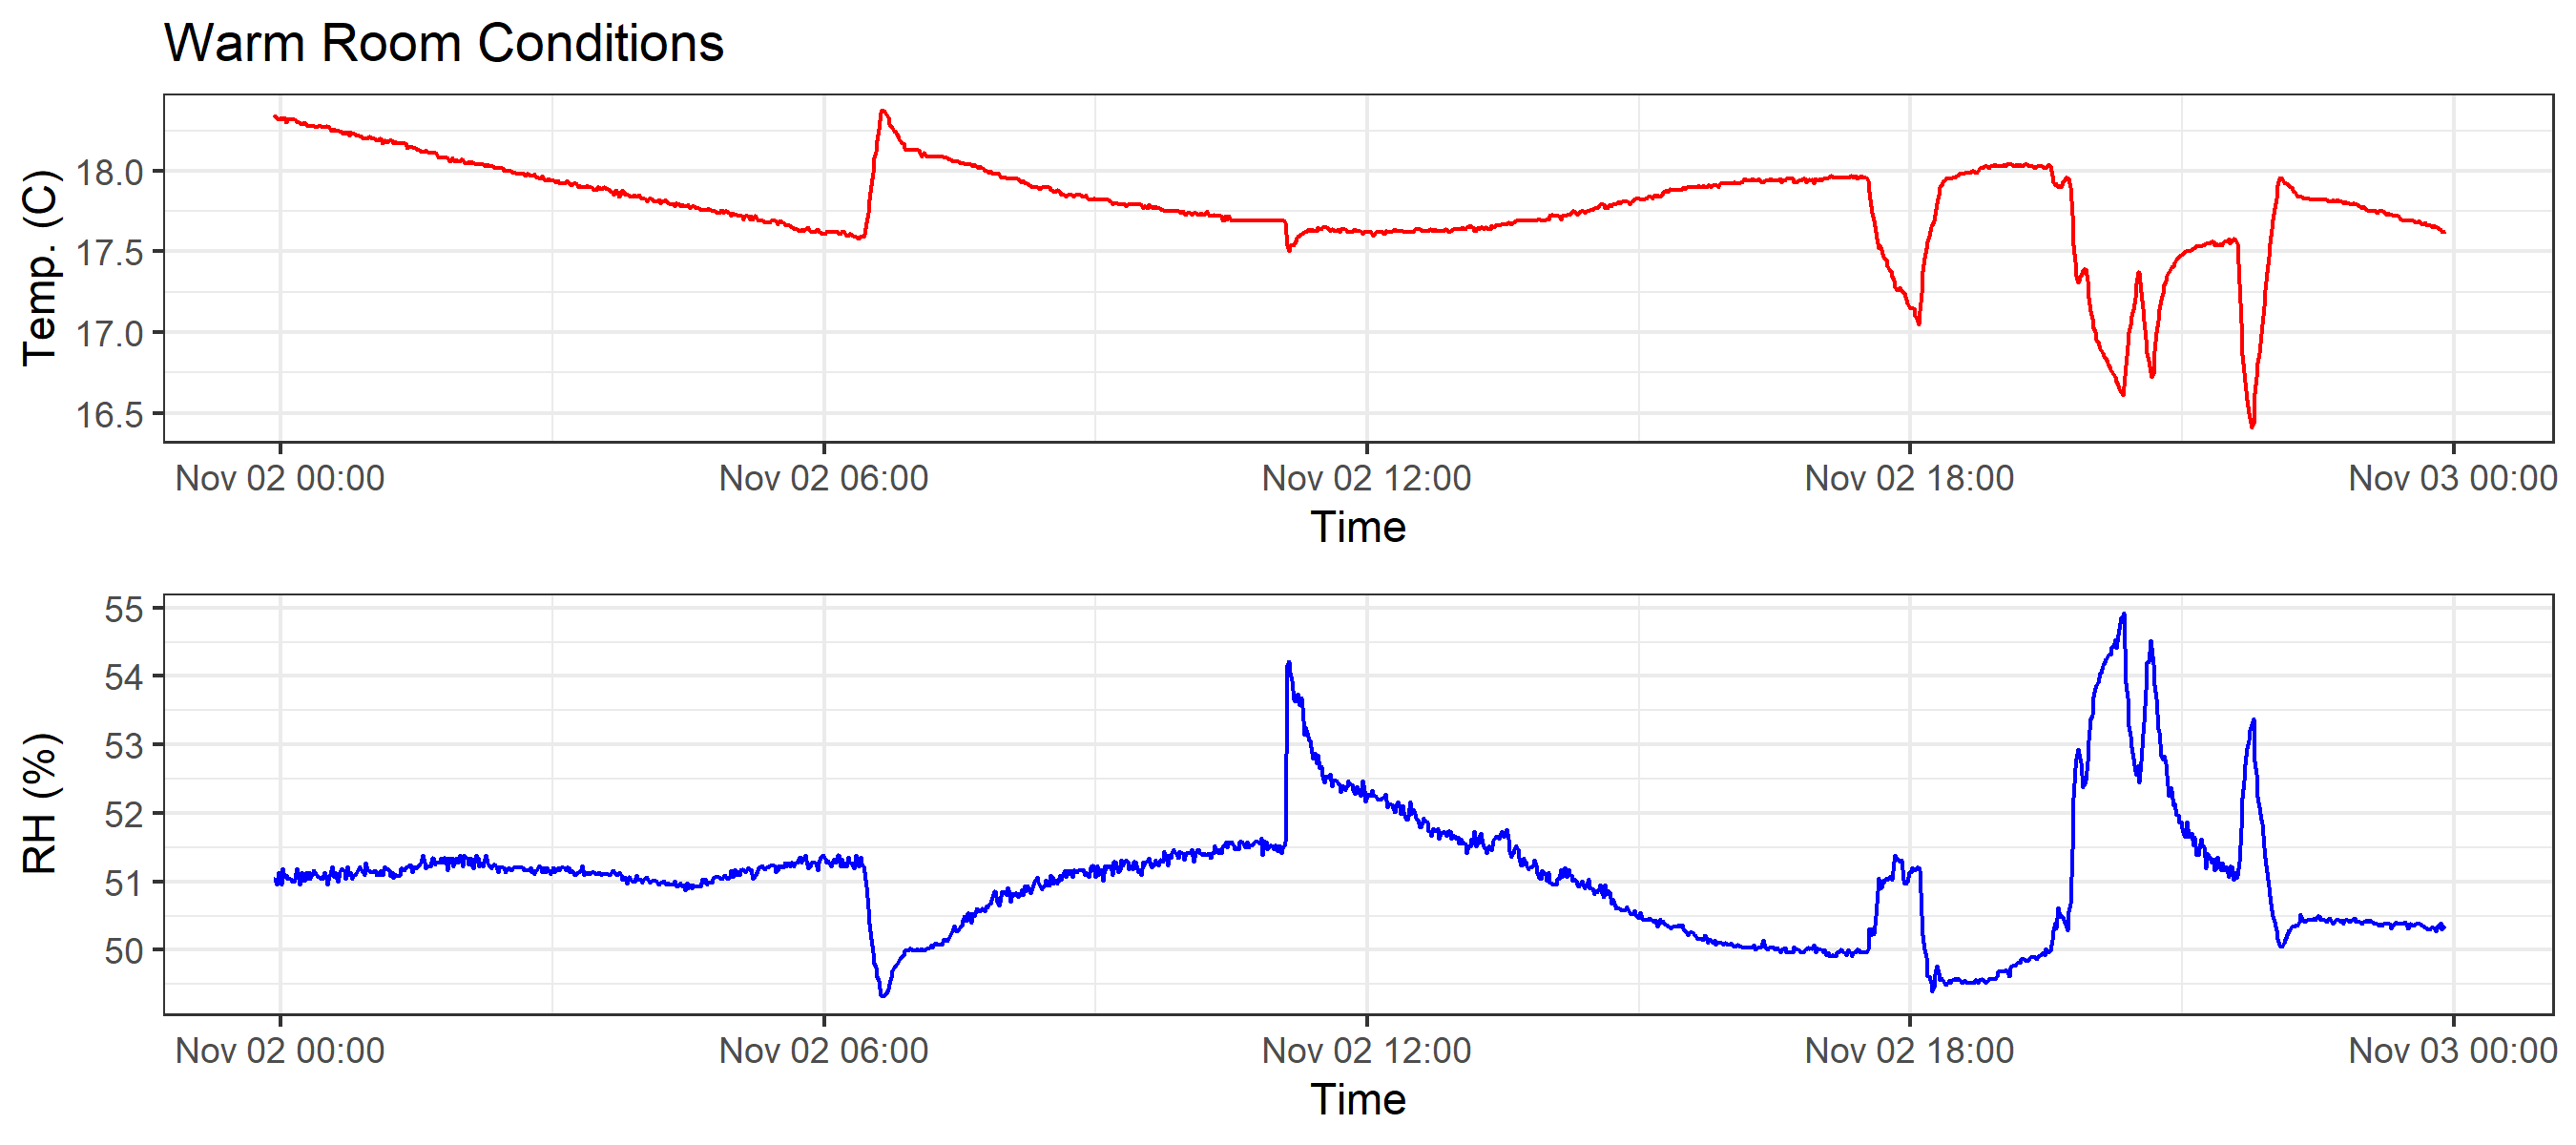 Warm Room Conditions
Temp. (C)
18.0
17.5
17.0
16.5
Nov 02 00:00 Nov 02 06:00 Nov 02 12:00 Nov 02 18:00 Nov 03 00:00
Time
RH (%)
55
54
53
52
51
50
Nov 02 00:00 Nov 02 06:00 Nov 02 12:00 Nov 02 18:00 Nov 03 00:00
Time